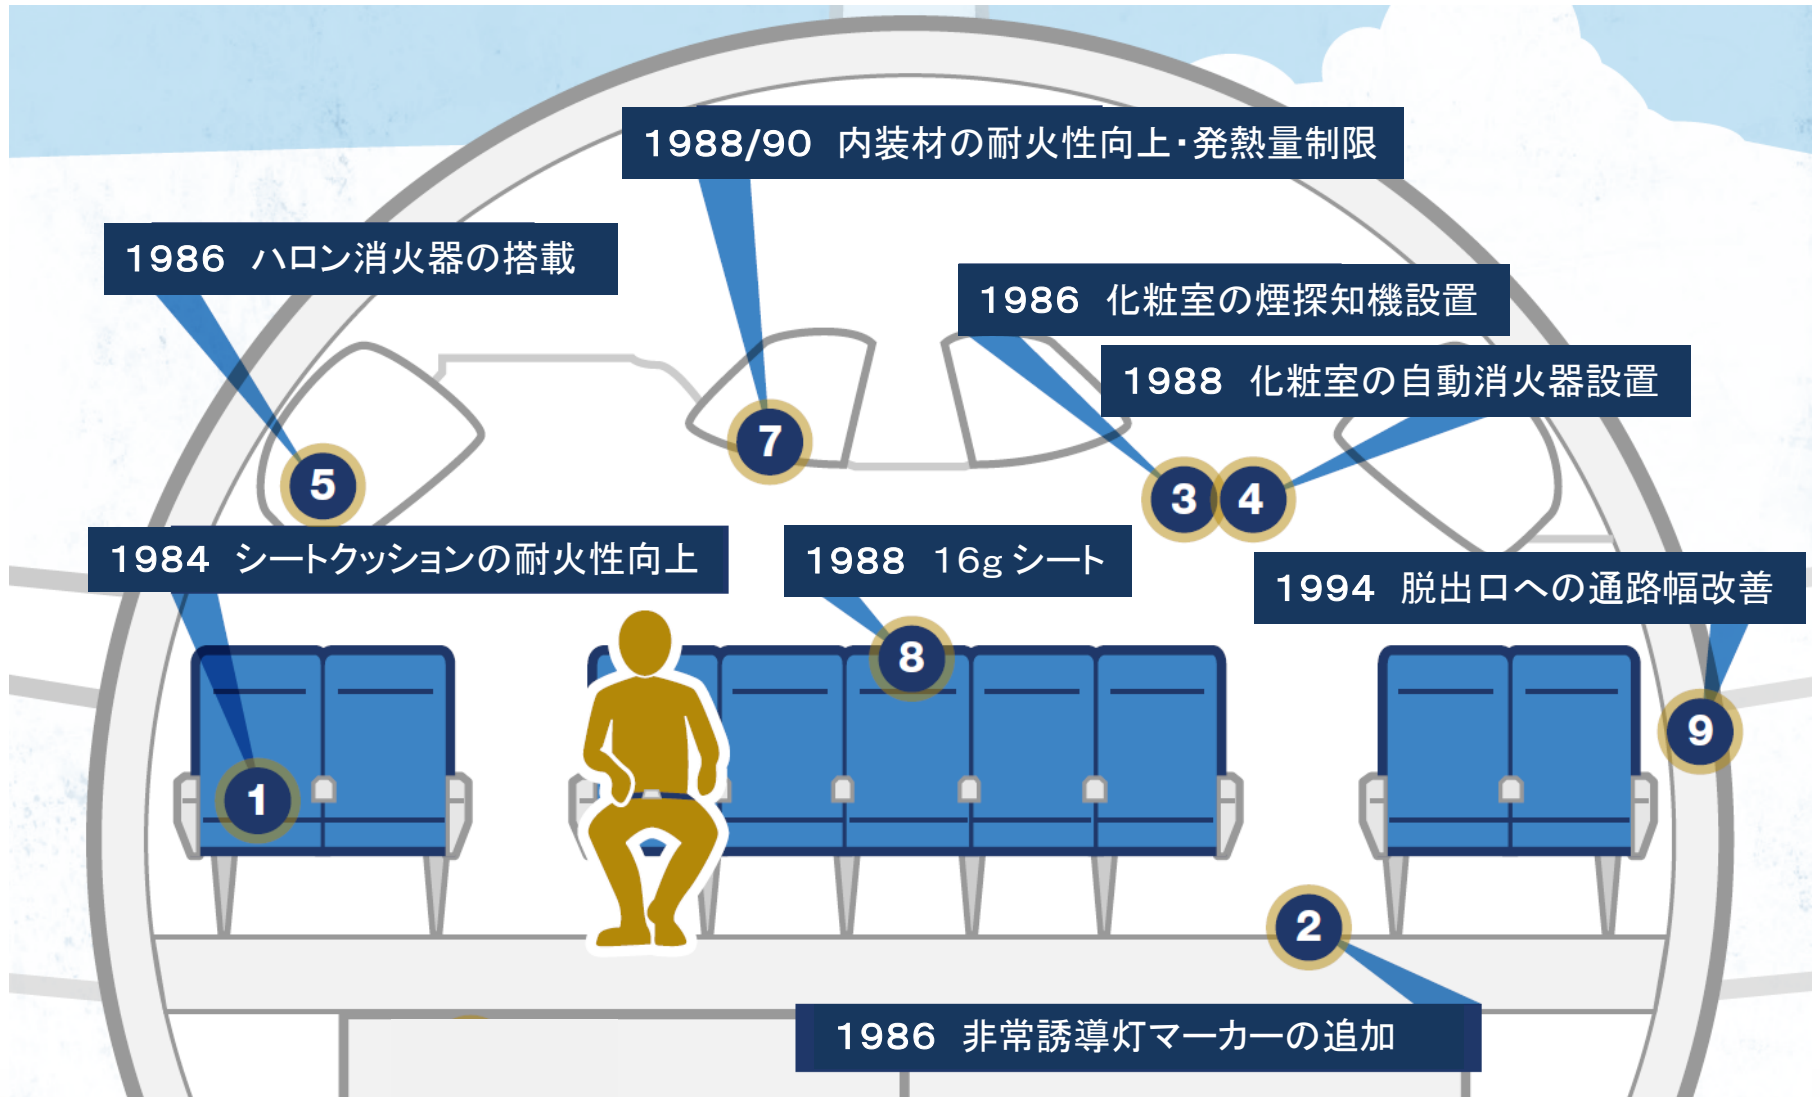 1988/90 内装材の耐火性向上・発熱量制限
1986 ハロン消火器の搭載
1986 化粧室の煙探知機設置
1988 化粧室の自動消火器設置
7
5
3
4
1984 シートクッションの耐火性向上
1988 16g シート
1994 脱出口への通路幅改善
8
9
1
2
1986 非常誘導灯マーカーの追加